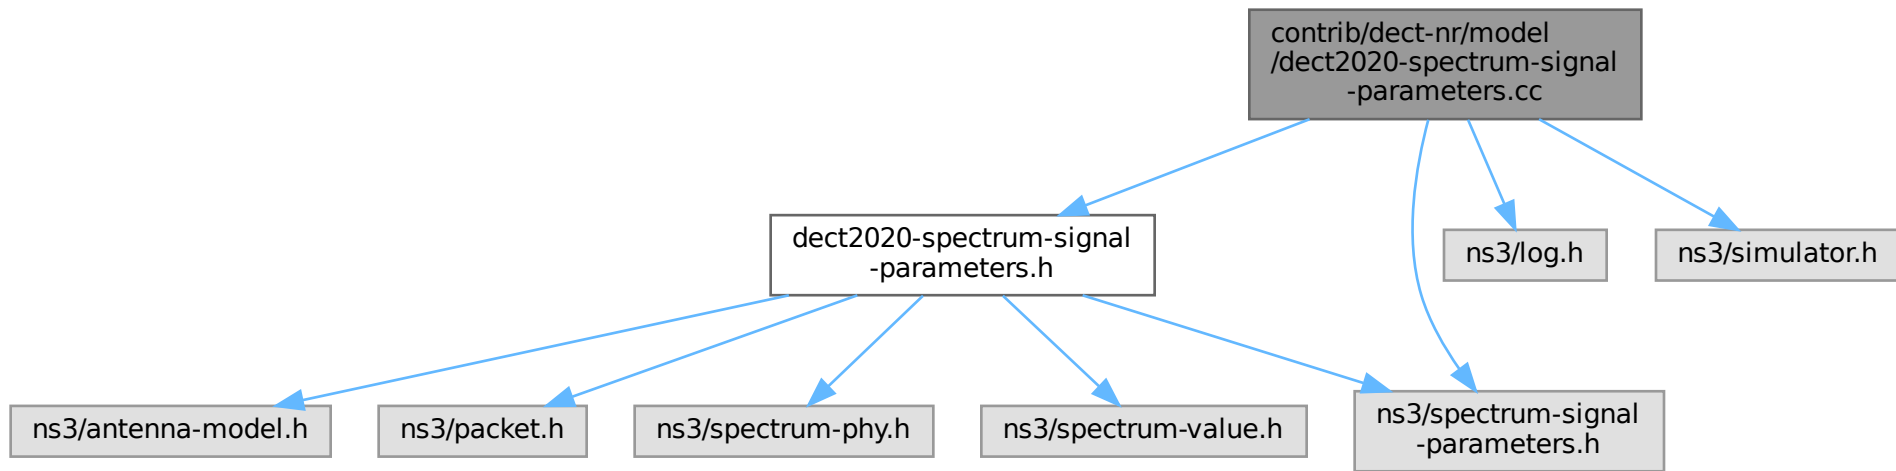 contrib/dect-nr/model
/dect2020-spectrum-signal
-parameters.cc
dect2020-spectrum-signal
-parameters.h
ns3/log.h
ns3/simulator.h
ns3/antenna-model.h
ns3/packet.h
ns3/spectrum-phy.h
ns3/spectrum-value.h
ns3/spectrum-signal
-parameters.h